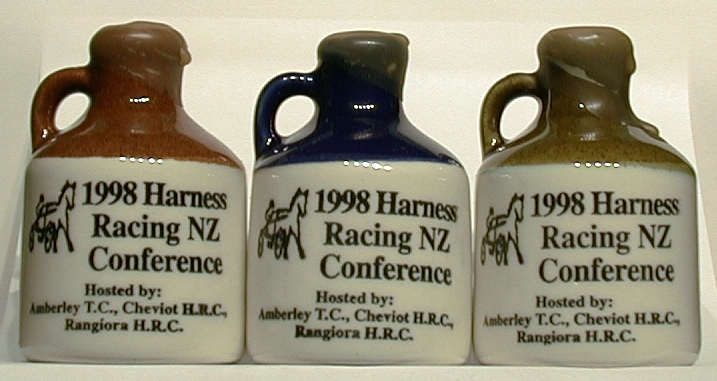 1998 Harness
Racing NZ
Conference
Hosted by:
Amberley T.C., Cheviot H.R.C.,
Rangiora H.R.C.
1998 Harness
Racing NZ
Conference
Hosted by:
Amberley T.C., Cheviot H.R.C.,
Rangiora H.R.C.
1998 Harness
Racing NZ
Conference
Hosted by:
Amberley T.C., Cheviot H.R.C.,
Rangiora H.R.C.